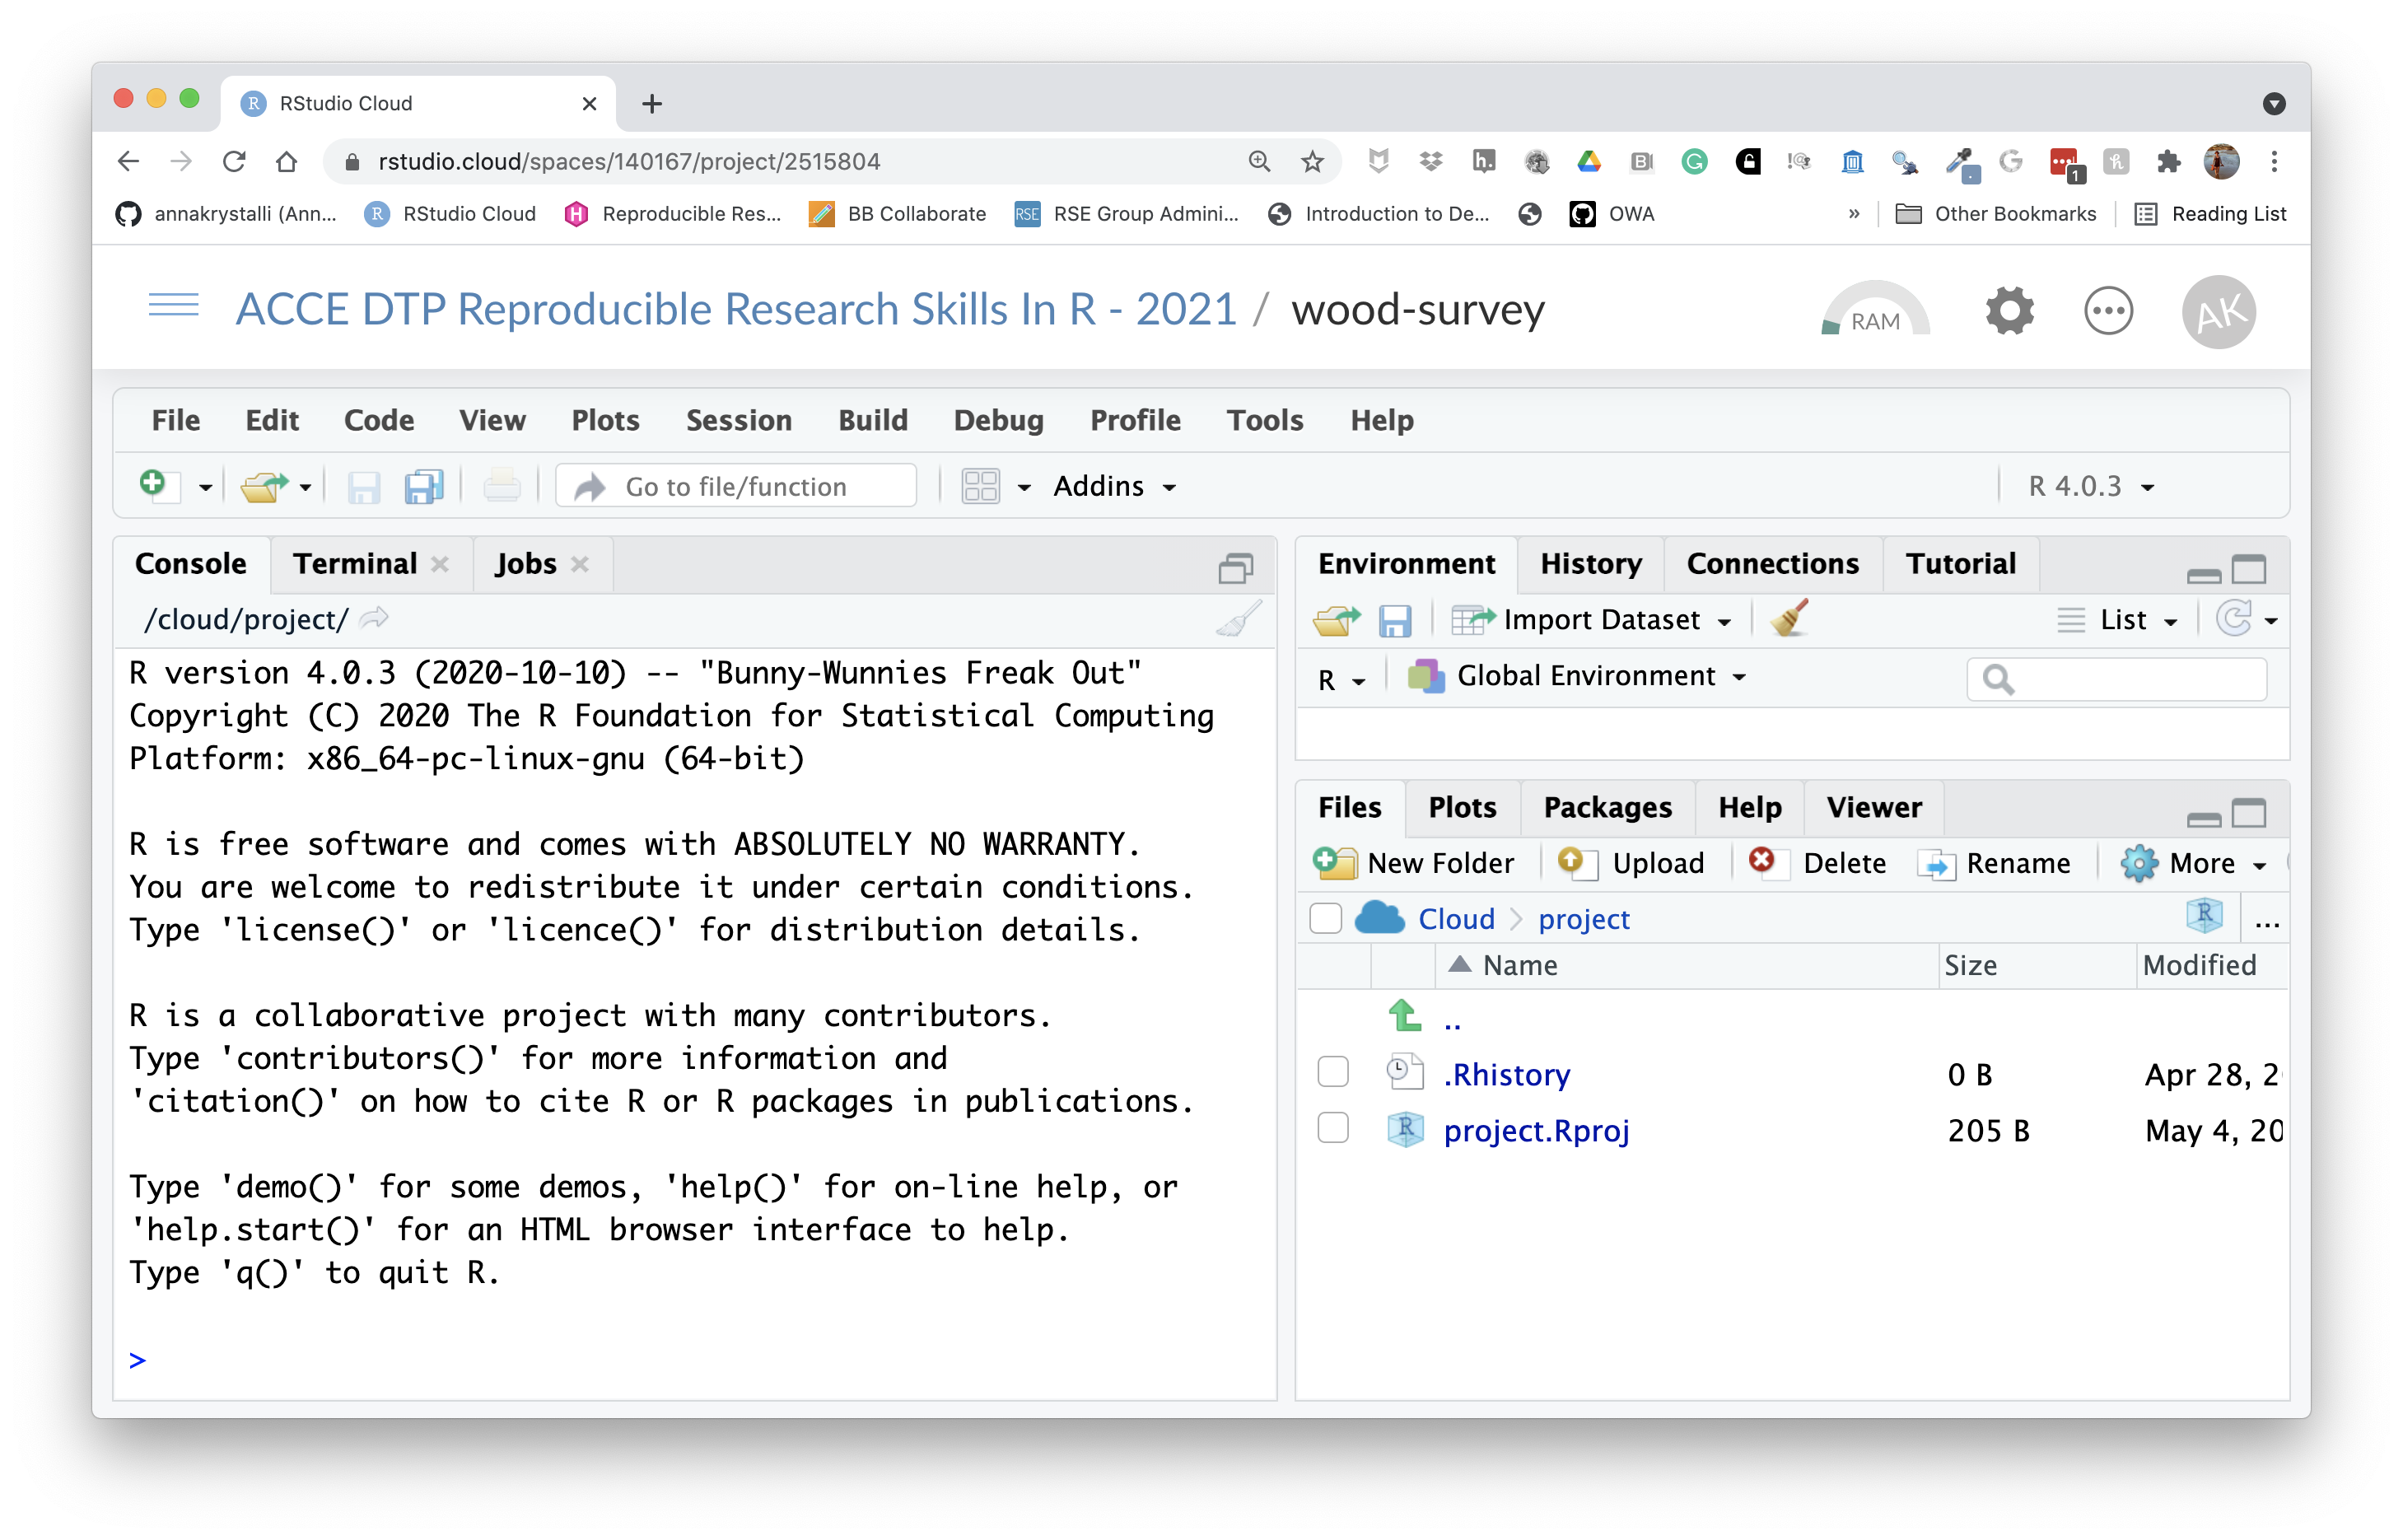 RStudio Cloud
rstudio.cloud/spaces/140167/project/2515804
annakrystalli (Ann... RStudio Cloud Reproducible Res... BB Collaborate RSE RSE Group Admini... Introduction to De... OWA » Other Bookmarks Reading List
ACCE DTP Reproducible Research Skills In R - 2021 / wood-survey RAM AK
File Edit Code View Plots Session Build Debug Profile Tools Help
Go to file/function Addins R 4.0.3
Console Terminal Jobs
/cloud/project/
R version 4.0.3 (2020-10-10) -- "Bunny-Wunnies Freak Out"
Copyright (C) 2020 The R Foundation for Statistical Computing
Platform: x86_64-pc-linux-gnu (64-bit)
R is free software and comes with ABSOLUTELY NO WARRANTY.
You are welcome to redistribute it under certain conditions.
Type 'license()' or 'licence()' for distribution details.
R is a collaborative project with many contributors.
Type 'contributors()' for more information and
'citation()' on how to cite R or R packages in publications.
Type 'demo()' for some demos, 'help()' for on-line help, or
'help.start()' for an HTML browser interface to help.
Type 'q()' to quit R.
>
Environment History Connections Tutorial
Import Dataset List
R Global Environment
Files Plots Packages Help Viewer
New Folder Upload Delete Rename More
Cloud project ...
Name Size Modified
..
.Rhistory 0 B Apr 28, 2
project.Rproj 205 B May 4, 20